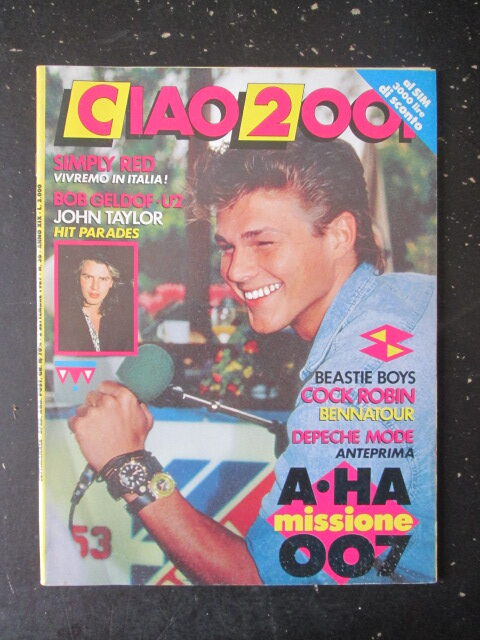 CIAO 2001
al SIM
3000 lire
di sconto
SIMPLY RED
VIVREMO IN ITALIA!
BOB GELDOF • U2
JOHN TAYLOR
HIT PARADES
BEASTIE BOYS
COCK ROBIN
BENNATOUR
DEPECHE MODE
ANTEPRIMA
A•HA
missione
007
53